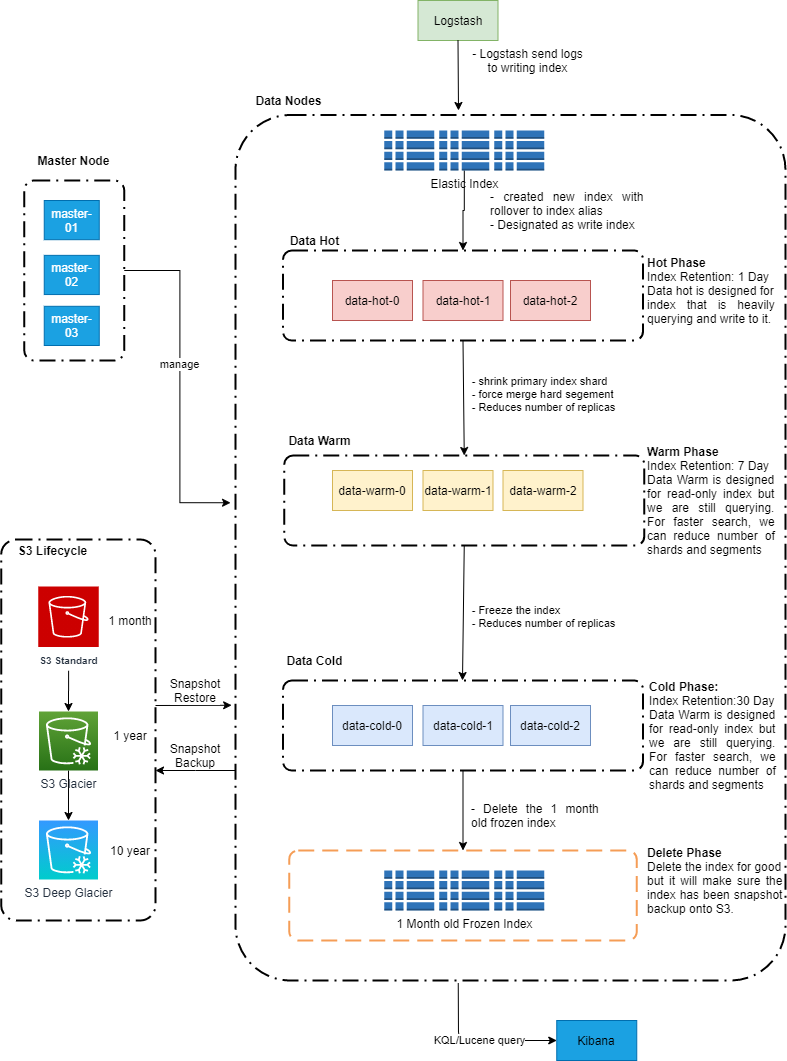 Logstash
- Logstash send logs
to writing index
Data Nodes
Elastic Index
- created new index with
rollover to index alias
- Designated as write index
Master Node
master-
01
master-
02
master-
03
manage
Data Hot
data-hot-0
data-hot-1
data-hot-2
Hot Phase
Index Retention: 1 Day
Data hot is designed for
index that is heavily
querying and write to it.
- shrink primary index shard
- force merge hard segement
- Reduces number of replicas
Data Warm
data-warm-0
data-warm-1
data-warm-2
Warm Phase
Index Retention: 7 Day
Data Warm is designed
for read-only index but
we are still querying.
For faster search, we
can reduce number of
shards and segments
- Freeze the index
- Reduces number of replicas
S3 Lifecycle
1 month
S3 Standard
1 year
S3 Glacier
10 year
S3 Deep Glacier
Snapshot
Restore
Snapshot
Backup
Data Cold
data-cold-0
data-cold-1
data-cold-2
Cold Phase:
Index Retention:30 Day
Data Warm is designed
for read-only index but
we are still querying.
For faster search, we
can reduce number of
shards and segments
- Delete the 1 month
old frozen index
1 Month old Frozen Index
Delete Phase
Delete the index for good
but it will make sure the
index has been snapshot
backup onto S3.
KQL/Lucene query
Kibana